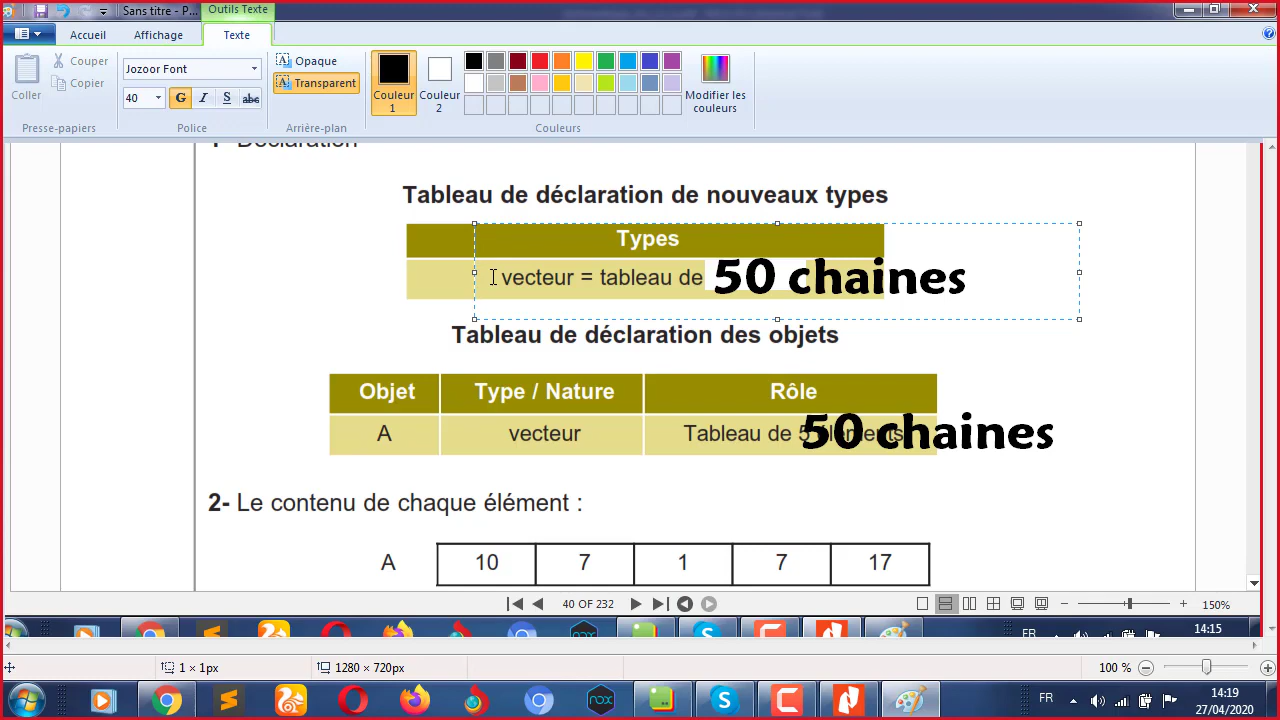 Sans titre - P...
Outils Texte
Accueil
Affichage
Texte
Coller
Couper
Copier
Presse-papiers
Jozoor Font
40
G I S abc
Police
Opaque
Transparent
Arrière-plan
Couleur 1
Couleur 2
Modifier les couleurs
Couleurs
Déclaration
Tableau de déclaration de nouveaux types
Types
vecteur = tableau de 50 chaines
Tableau de déclaration des objets
Objet Type / Nature Rôle
A vecteur Tableau de 5 éléments
50 chaines
2- Le contenu de chaque élément :
A 10 7 1 7 17
40 OF 232
150%
FR
14:15
1 × 1px
1280 × 720px
100 %
nox
FR
14:19
27/04/2020